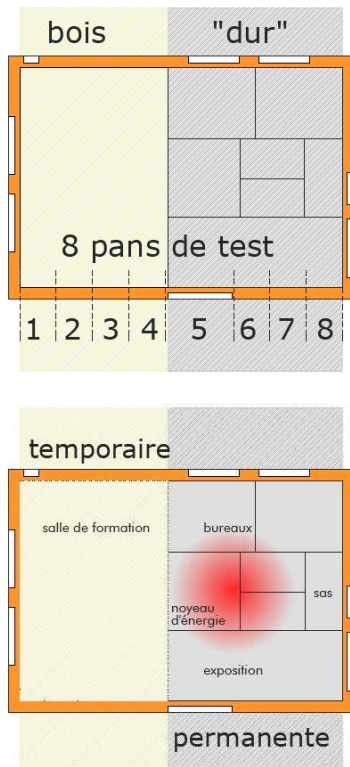 bois "dur"
8 pans de test
1 2 3 4 5 6 7 8
temporaire
salle de formation bureaux
sas
noyeau
d'énergie
exposition
permanente